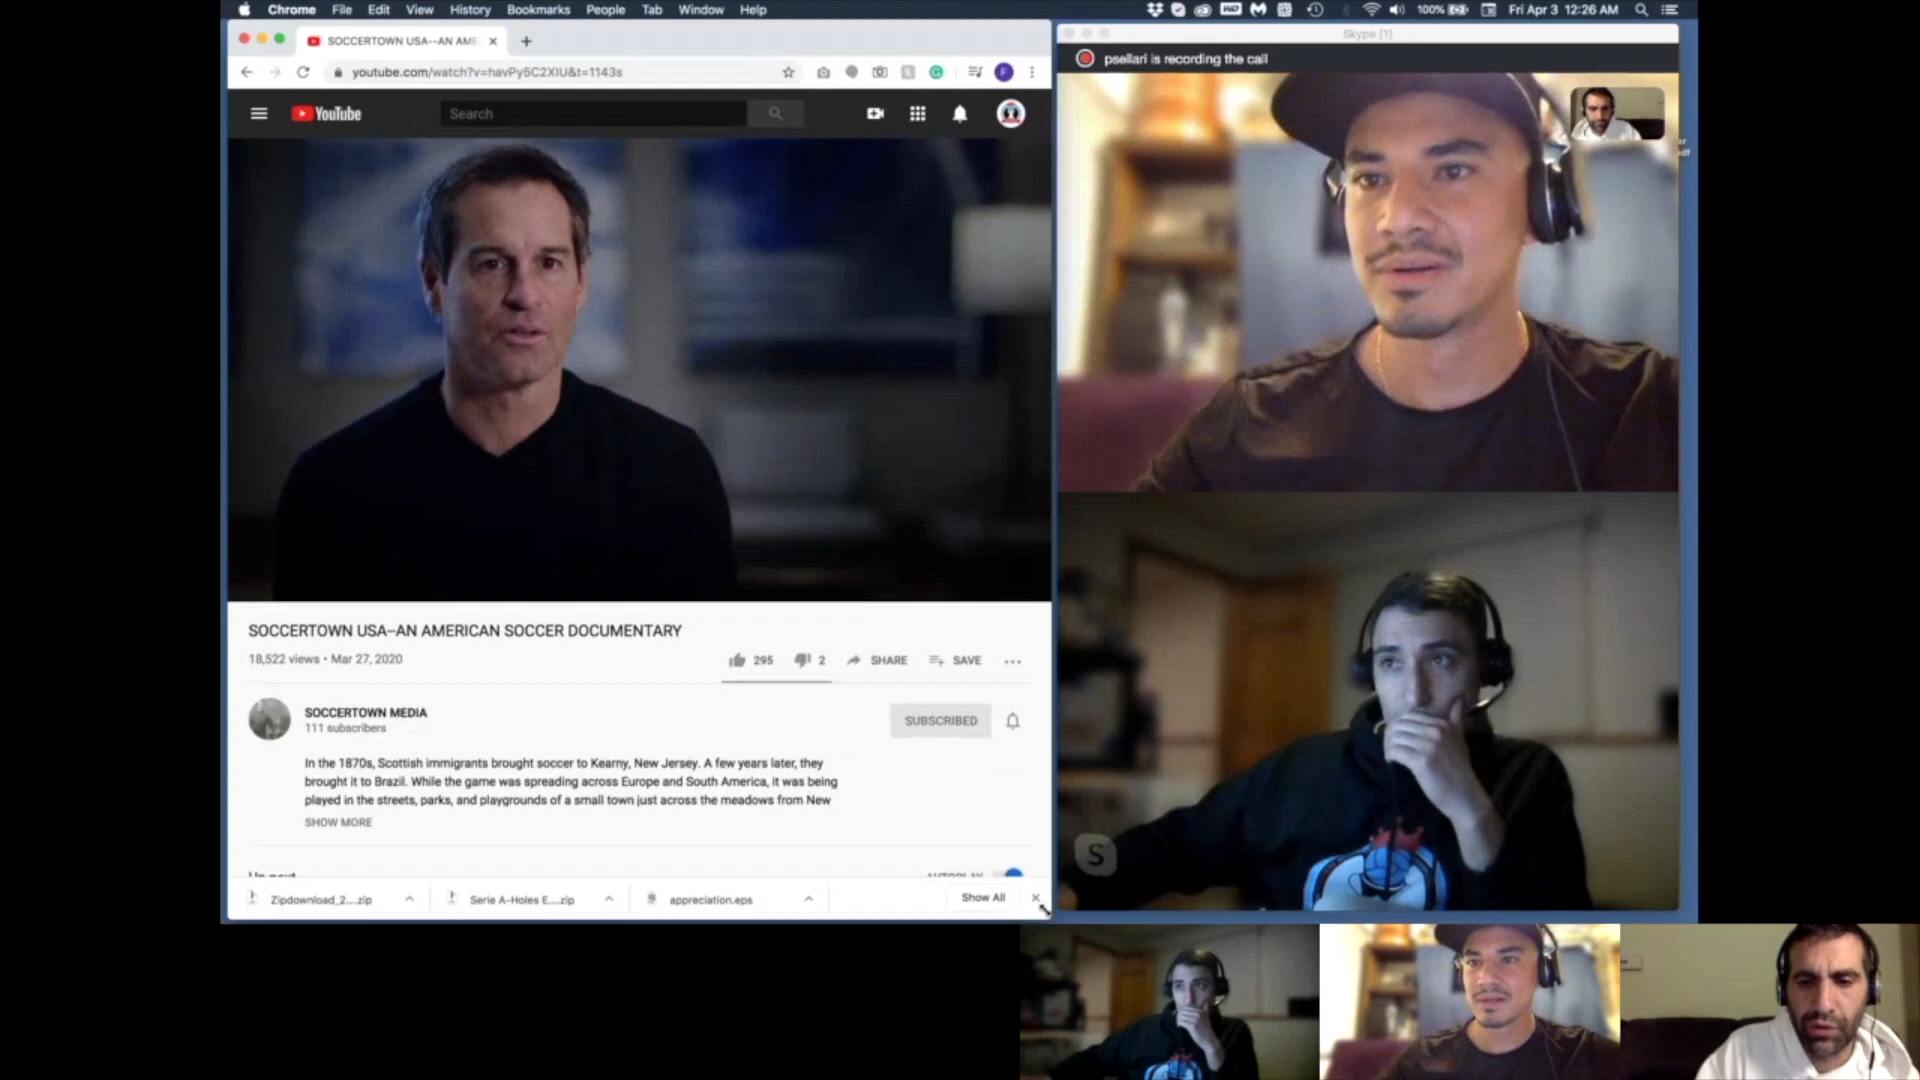 Chrome File Edit View History Bookmarks People Tab Window Help
100% Fri Apr 3 12:26 AM
SOCCERTOWN USA--AN AME
youtube.com/watch?v=havPy5C2XIU&t=1143s
F
YouTube
Search
Skype [1]
psellari is recording the call
SOCCERTOWN USA--AN AMERICAN SOCCER DOCUMENTARY
18,522 views • Mar 27, 2020
295 2 SHARE SAVE
SOCCERTOWN MEDIA
111 subscribers
SUBSCRIBED
In the 1870s, Scottish immigrants brought soccer to Kearny, New Jersey. A few years later, they
brought it to Brazil. While the game was spreading across Europe and South America, it was being
played in the streets, parks, and playgrounds of a small town just across the meadows from New
SHOW MORE
Up next
AUTOPLAY
Zipdownload_2....zip
Serie A-Holes E....zip
appreciation.eps
Show All
S